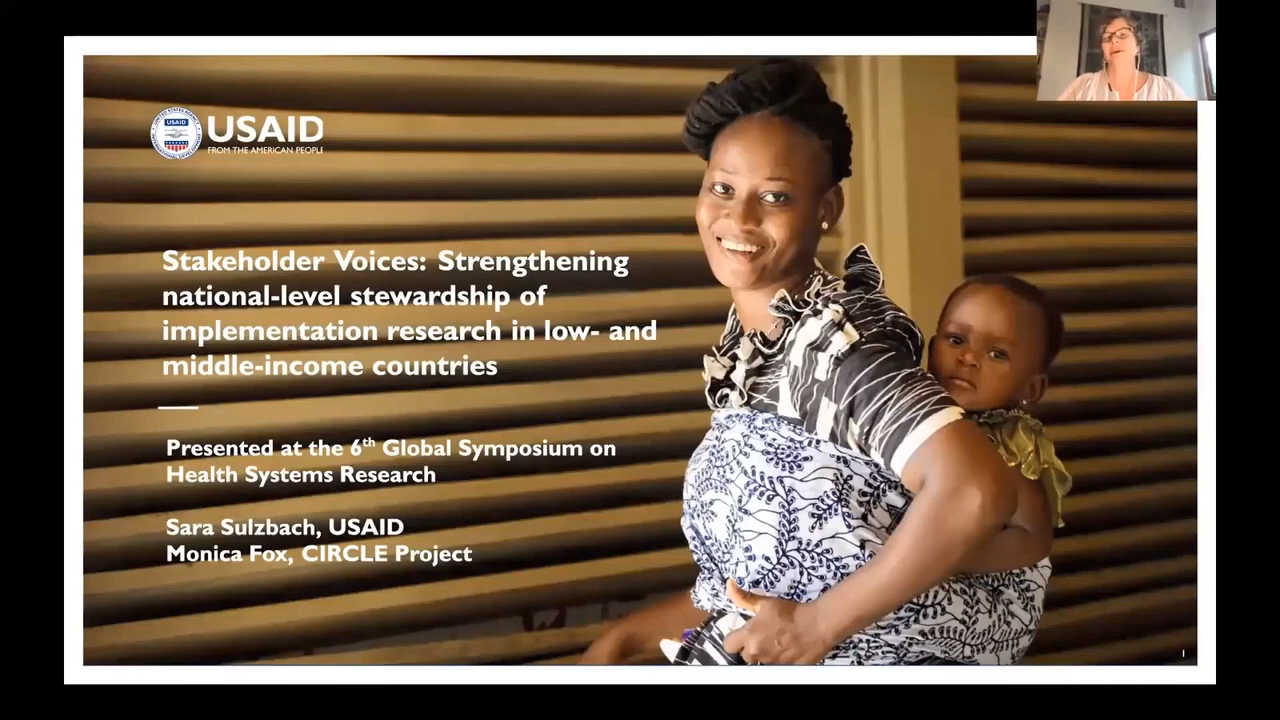 USAID
FROM THE AMERICAN PEOPLE
Stakeholder Voices: Strengthening
national-level stewardship of
implementation research in low- and
middle-income countries
Presented at the 6th Global Symposium on
Health Systems Research
Sara Sulzbach, USAID
Monica Fox, CIRCLE Project
1